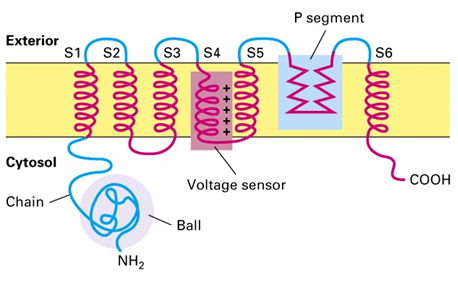 P segment
Exterior
S1 S2 S3 S4 S5 S6
+
+
+
+
+
Cytosol
Voltage sensor
COOH
Chain
Ball
NH2